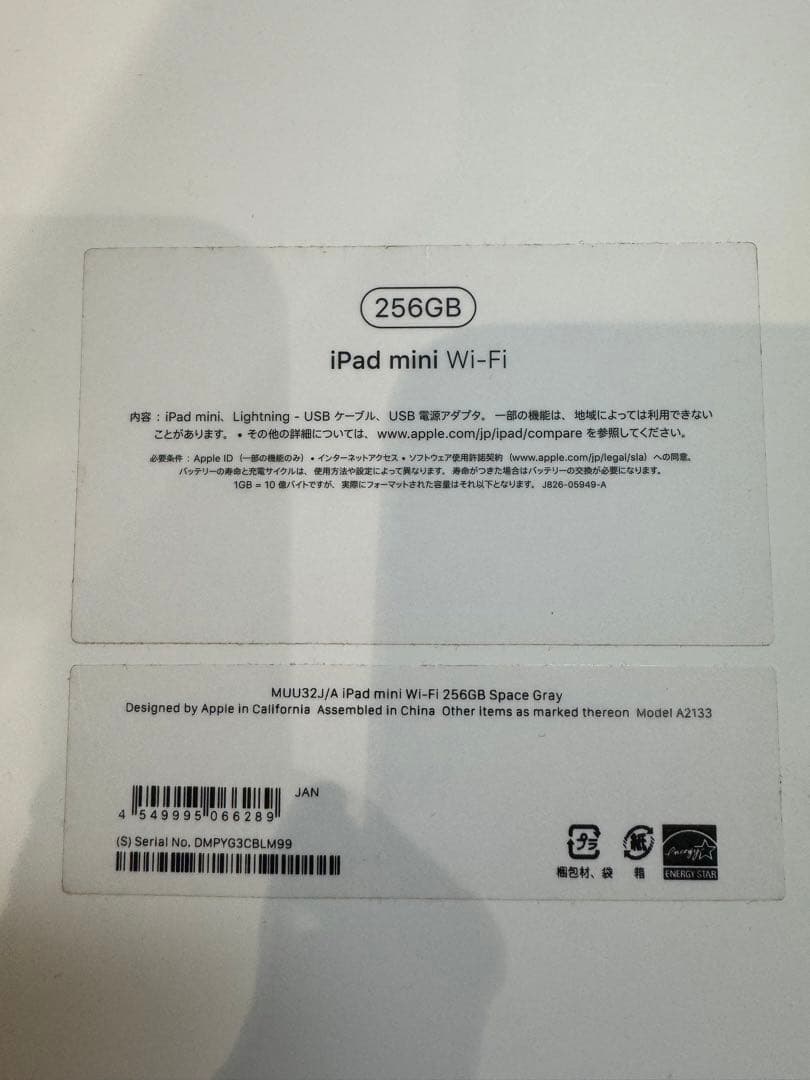 256GB
iPad mini Wi-Fi
内容：iPad mini、Lightning - USB ケーブル、USB 電源アダプタ。一部の機能は、地域によっては利用できない
ことがあります。• その他の詳細については、www.apple.com/jp/ipad/compare を参照してください。
必要条件：Apple ID（一部の機能のみ）• インターネットアクセス • ソフトウェア使用許諾契約（www.apple.com/jp/legal/sla）への同意。
バッテリーの寿命と充電サイクルは、使用方法や設定によって異なります。寿命がつきた場合はバッテリーの交換が必要になります。
1GB = 10 億バイトですが、実際にフォーマットされた容量はそれ以下となります。J826-05949-A
MUU32J/A iPad mini Wi-Fi 256GB Space Gray
Designed by Apple in California Assembled in China Other items as marked thereon Model A2133
JAN
4 549995 066289
(S) Serial No. DMPYG3CBLM99
プラ
紙
energy
梱包材、袋
箱
ENERGY STAR